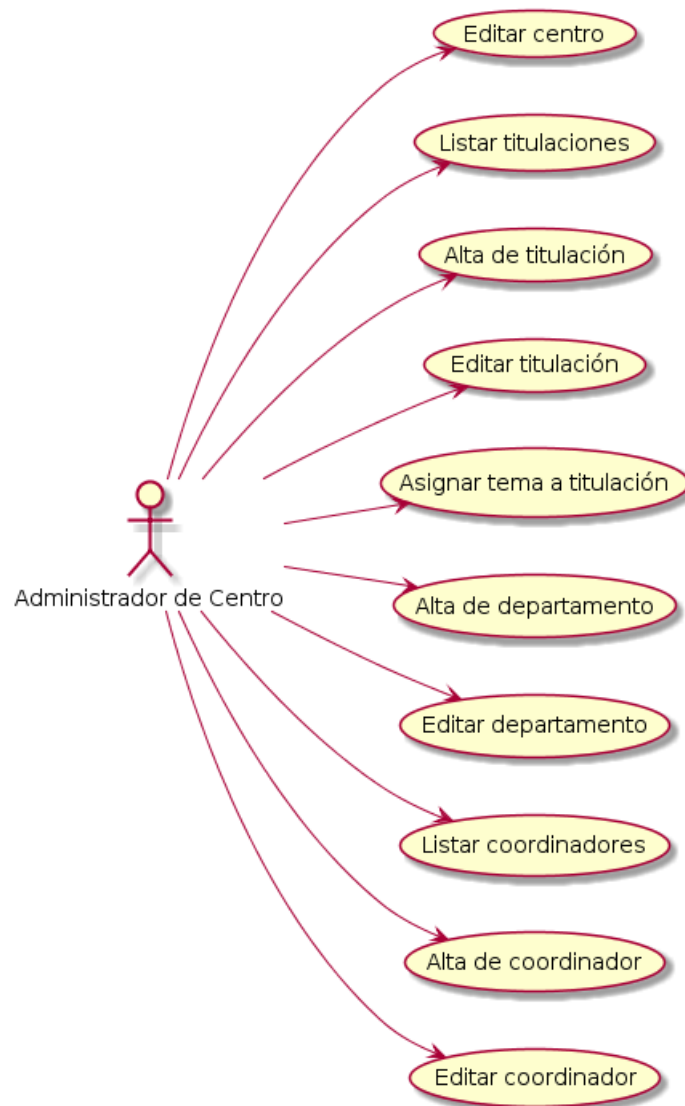 Editar centro
Listar titulaciones
Alta de titulación
Editar titulación
Asignar tema a titulación
Administrador de Centro
Alta de departamento
Editar departamento
Listar coordinadores
Alta de coordinador
Editar coordinador